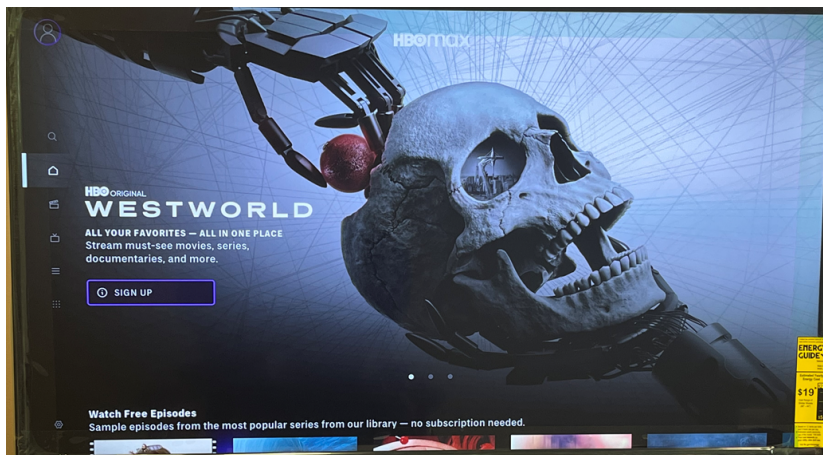 HBOmax
HBO ORIGINAL
WESTWORLD
ALL YOUR FAVORITES — ALL IN ONE PLACE
Stream must-see movies, series,
documentaries, and more.
SIGN UP
Watch Free Episodes
Sample episodes from the most popular series from our library — no subscription needed.
ENERGY
GUIDE
$19